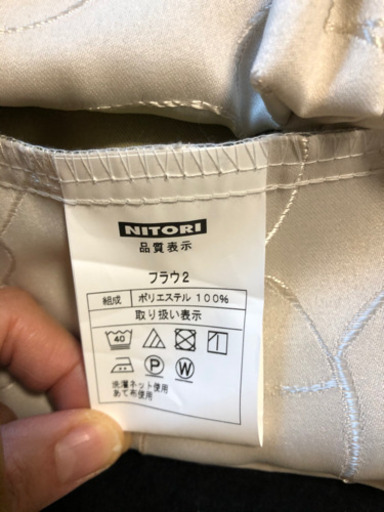 NITORI
品質表示
フラウ2
組成 ポリエステル 100%
取り扱い表示
40
P W
洗濯ネット使用
あて布使用